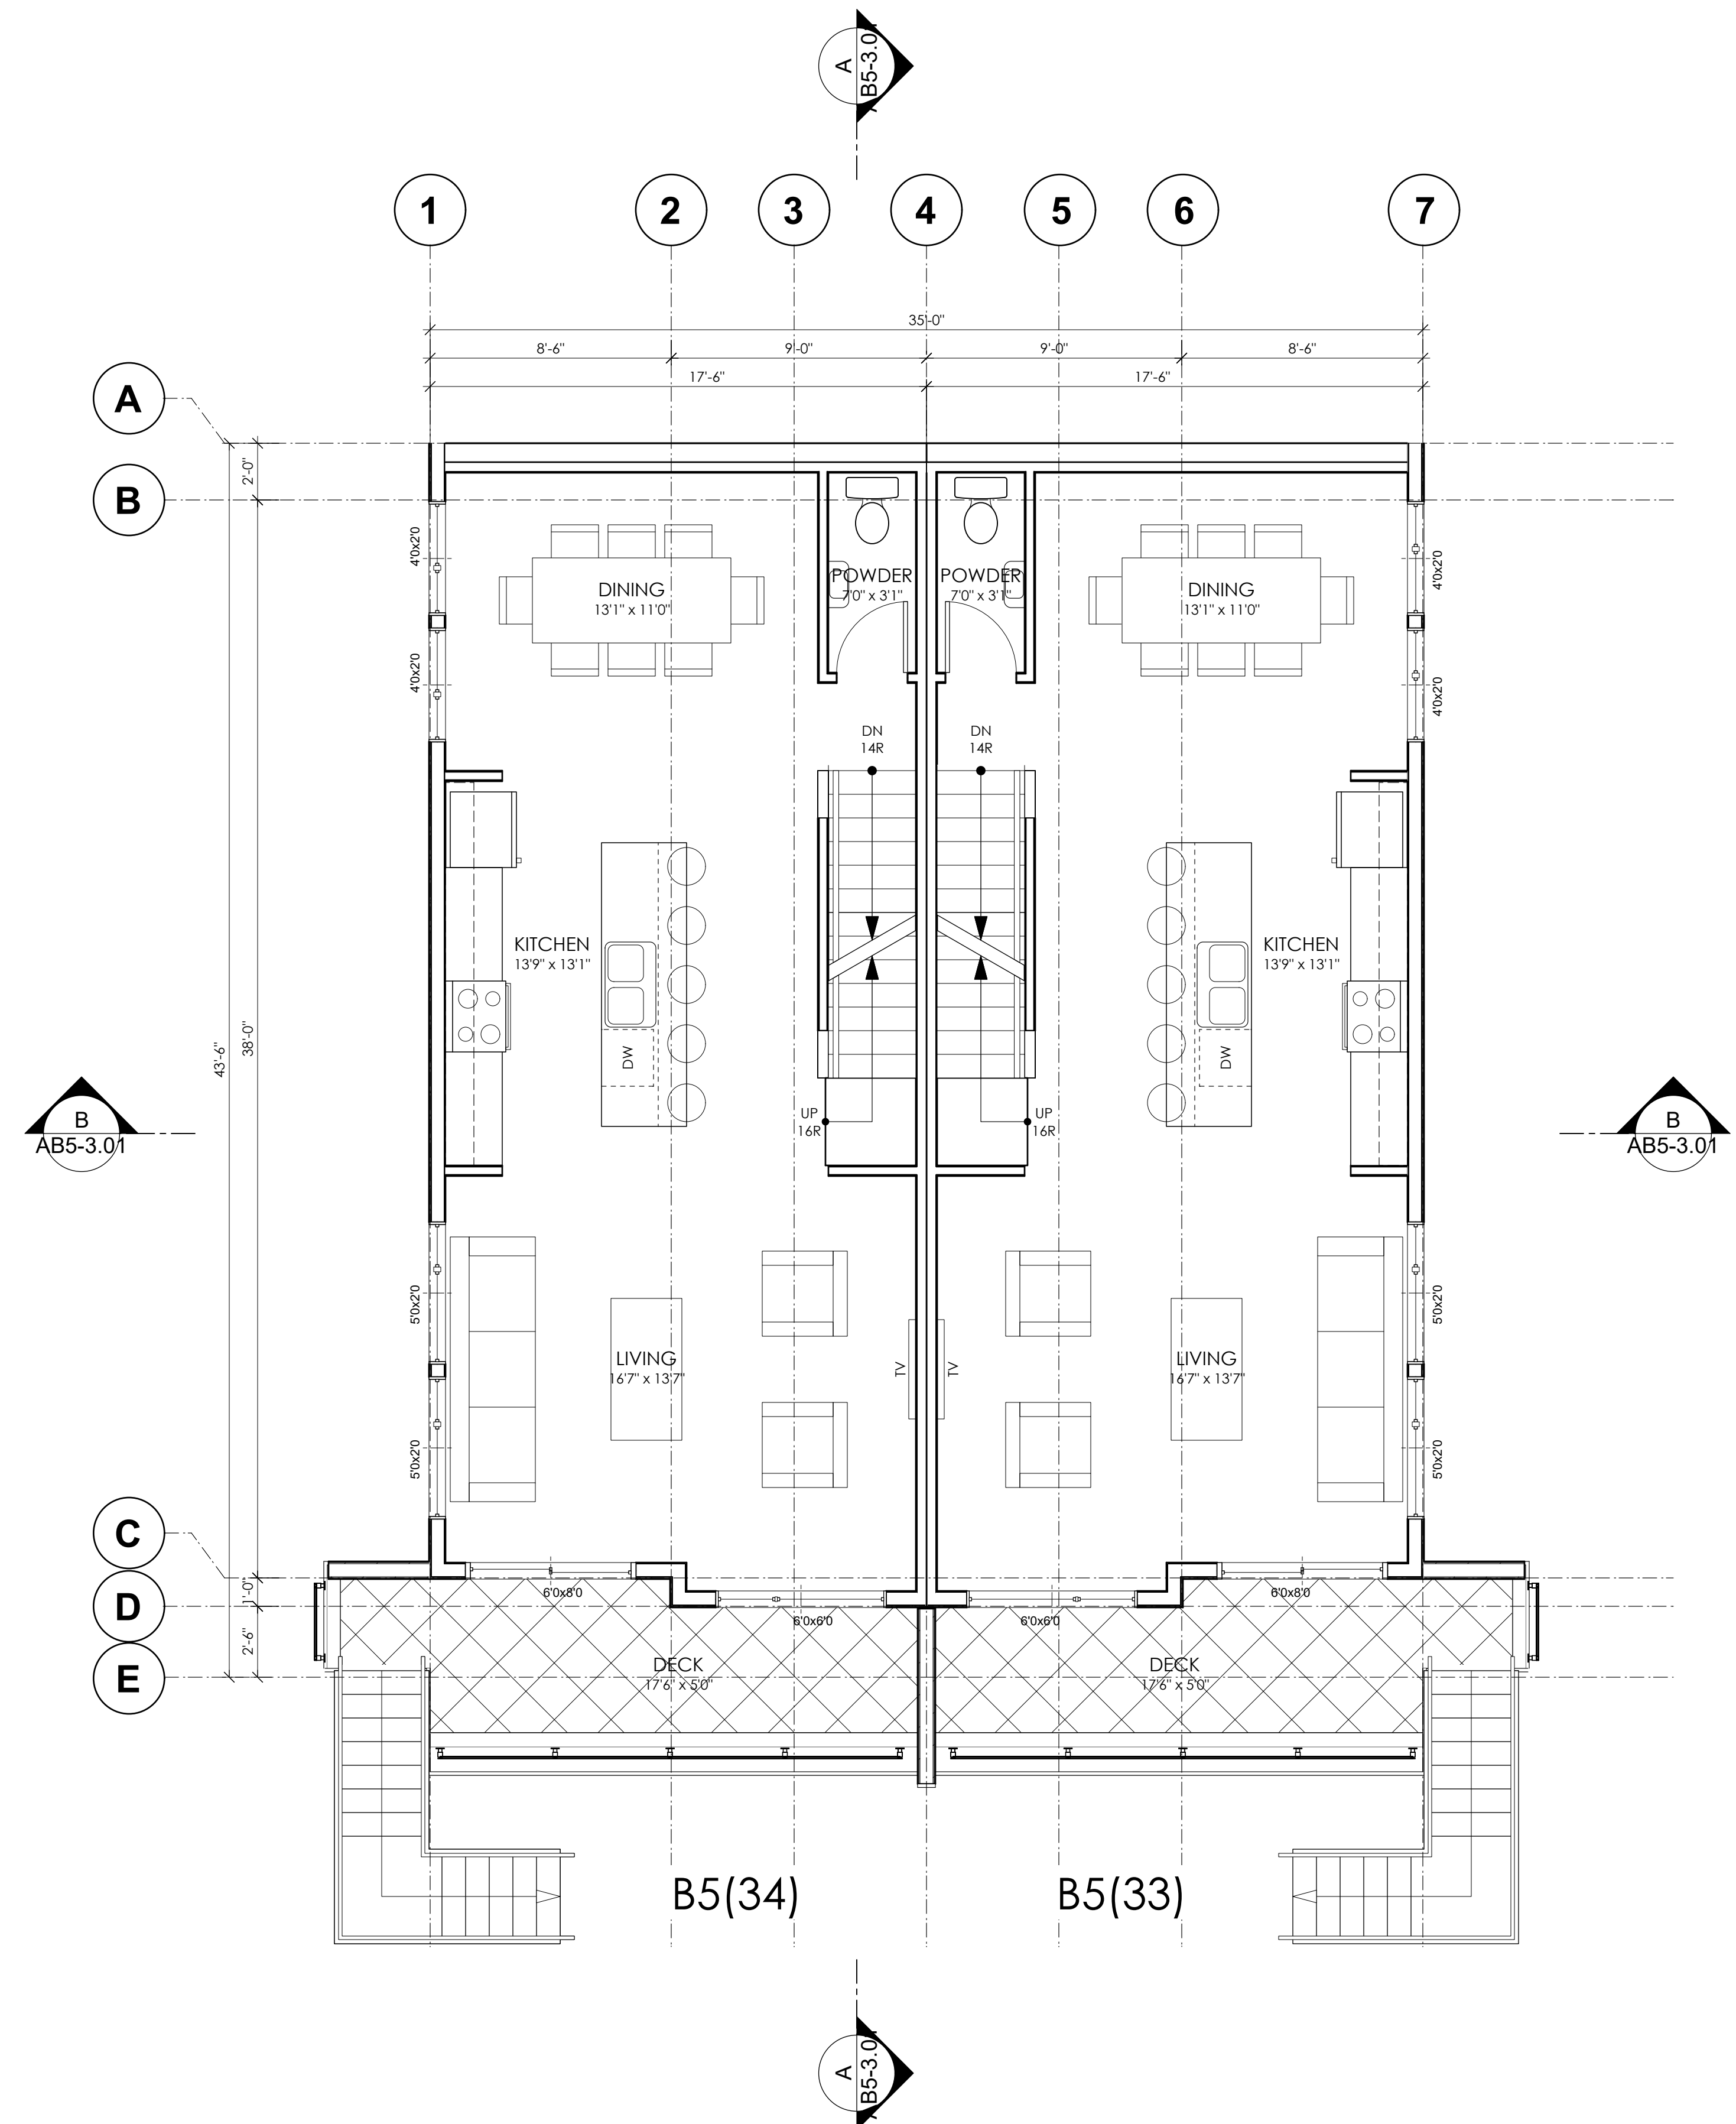 A
AB5-3.01
1 2 3 4 5 6 7
35'-0"
8'-6" 9'-0" 9'-0" 8'-6"
17'-6" 17'-6"
A
2'-0"
B
4'0x2'0 4'0x2'0
DINING POWDER POWDER DINING
13'1" x 11'0" 7'0" x 3'1" 7'0" x 3'1" 13'1" x 11'0"
4'0x2'0 4'0x2'0
DN DN
14R 14R
KITCHEN KITCHEN
13'9" x 13'1" 13'9" x 13'1"
43'-6" 38'-0"
DW DW
B B
AB5-3.01 AB5-3.01
UP UP
16R 16R
5'0x2'0 5'0x2'0
LIVING TV TV LIVING
16'7" x 13'7" 16'7" x 13'7"
5'0x2'0 5'0x2'0
C
1'-0"
6'0x8'0 6'0x8'0
D
6'0x6'0 6'0x6'0
2'-6"
E
DECK DECK
17'6" x 5'0" 17'6" x 5'0"
B5(34) B5(33)
A
AB5-3.01